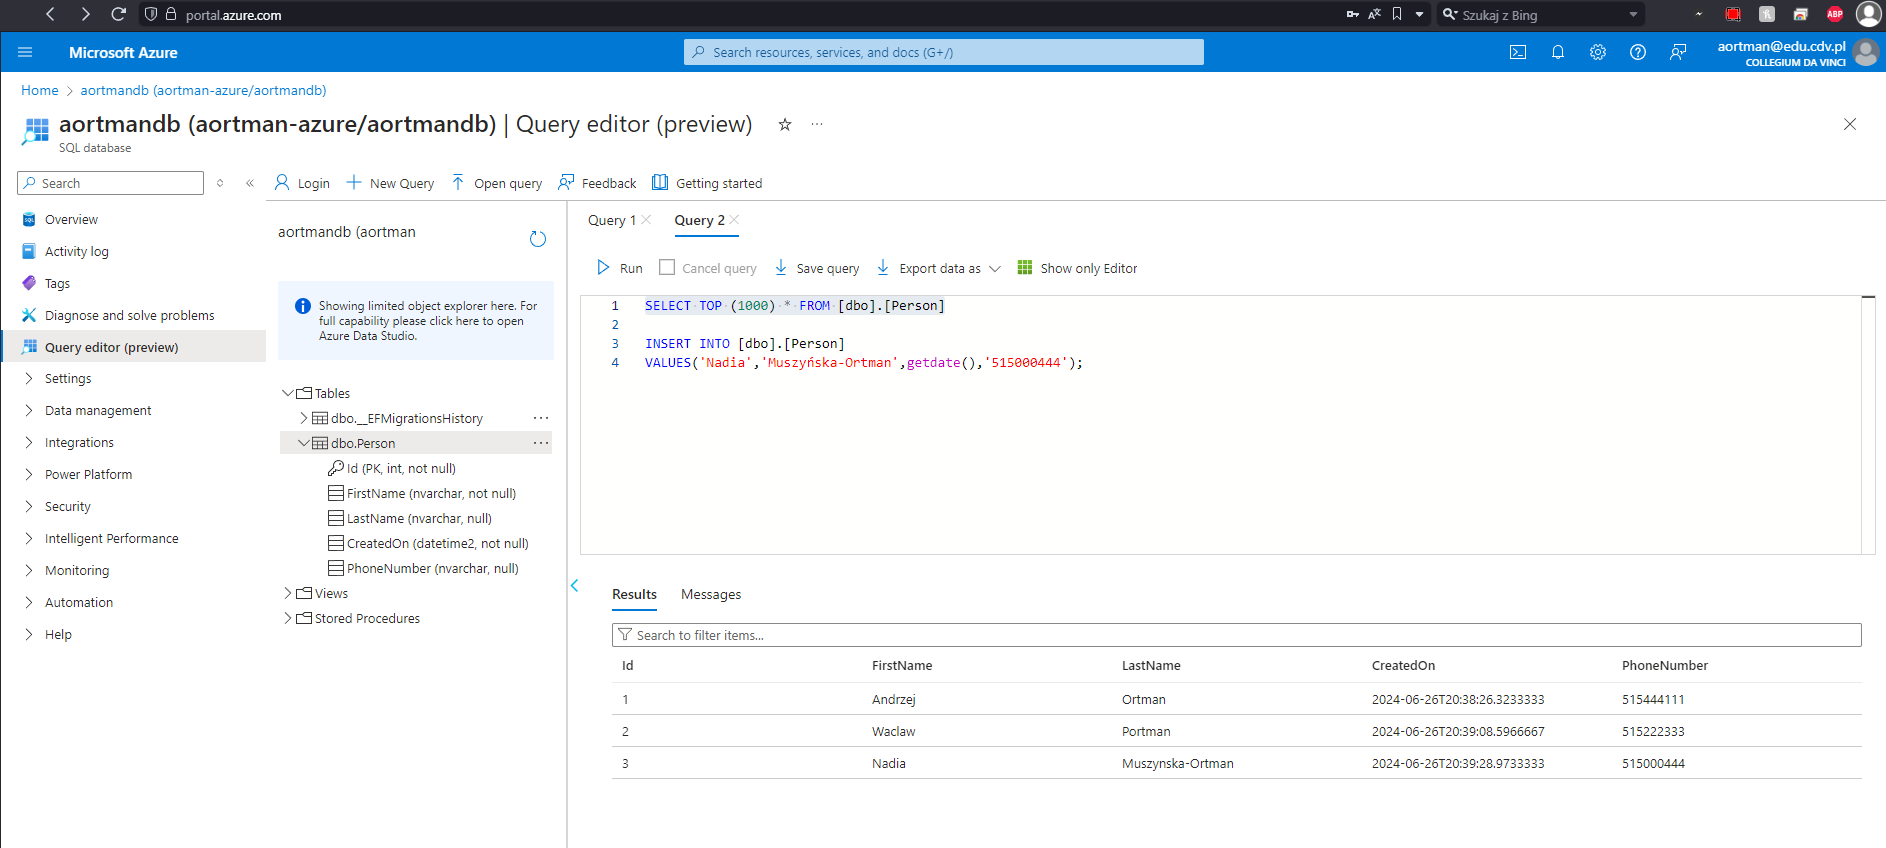 portal.azure.com
Szukaj z Bing
ABP
Microsoft Azure
Search resources, services, and docs (G+/)
aortman@edu.cdv.pl
COLLEGIUM DA VINCI
Home > aortmandb (aortman-azure/aortmandb)
aortmandb (aortman-azure/aortmandb) | Query editor (preview)
SQL database
Search
Overview
Activity log
Tags
Diagnose and solve problems
Query editor (preview)
Settings
Data management
Integrations
Power Platform
Security
Intelligent Performance
Monitoring
Automation
Help
Login
New Query
Open query
Feedback
Getting started
aortmandb (aortman
Showing limited object explorer here. For
full capability please click here to open
Azure Data Studio.
Tables
dbo.__EFMigrationsHistory
dbo.Person
Id (PK, int, not null)
FirstName (nvarchar, not null)
LastName (nvarchar, null)
CreatedOn (datetime2, not null)
PhoneNumber (nvarchar, null)
Views
Stored Procedures
Query 1
Query 2
Run
Cancel query
Save query
Export data as
Show only Editor
1 SELECT TOP (1000) * FROM [dbo].[Person]
2
3 INSERT INTO [dbo].[Person]
4 VALUES('Nadia','Muszyńska-Ortman',getdate(),'515000444');
Results
Messages
Search to filter items...
Id FirstName LastName CreatedOn PhoneNumber
1 Andrzej Ortman 2024-06-26T20:38:26.3233333 515444111
2 Waclaw Portman 2024-06-26T20:39:08.5966667 515222333
3 Nadia Muszynska-Ortman 2024-06-26T20:39:28.9733333 515000444